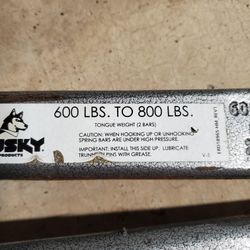 600 LBS. TO 800 LBS.
TONGUE WEIGHT (2 BARS)
CAUTION: WHEN HOOKING UP OR UNHOOKING
SPRING BARS ARE UNDER HIGH PRESSURE.
IMPORTANT: INSTALL THIS SIDE UP. LUBRICATE
TRUNNION PINS WITH GREASE.
USKY
PRODUCTS
60